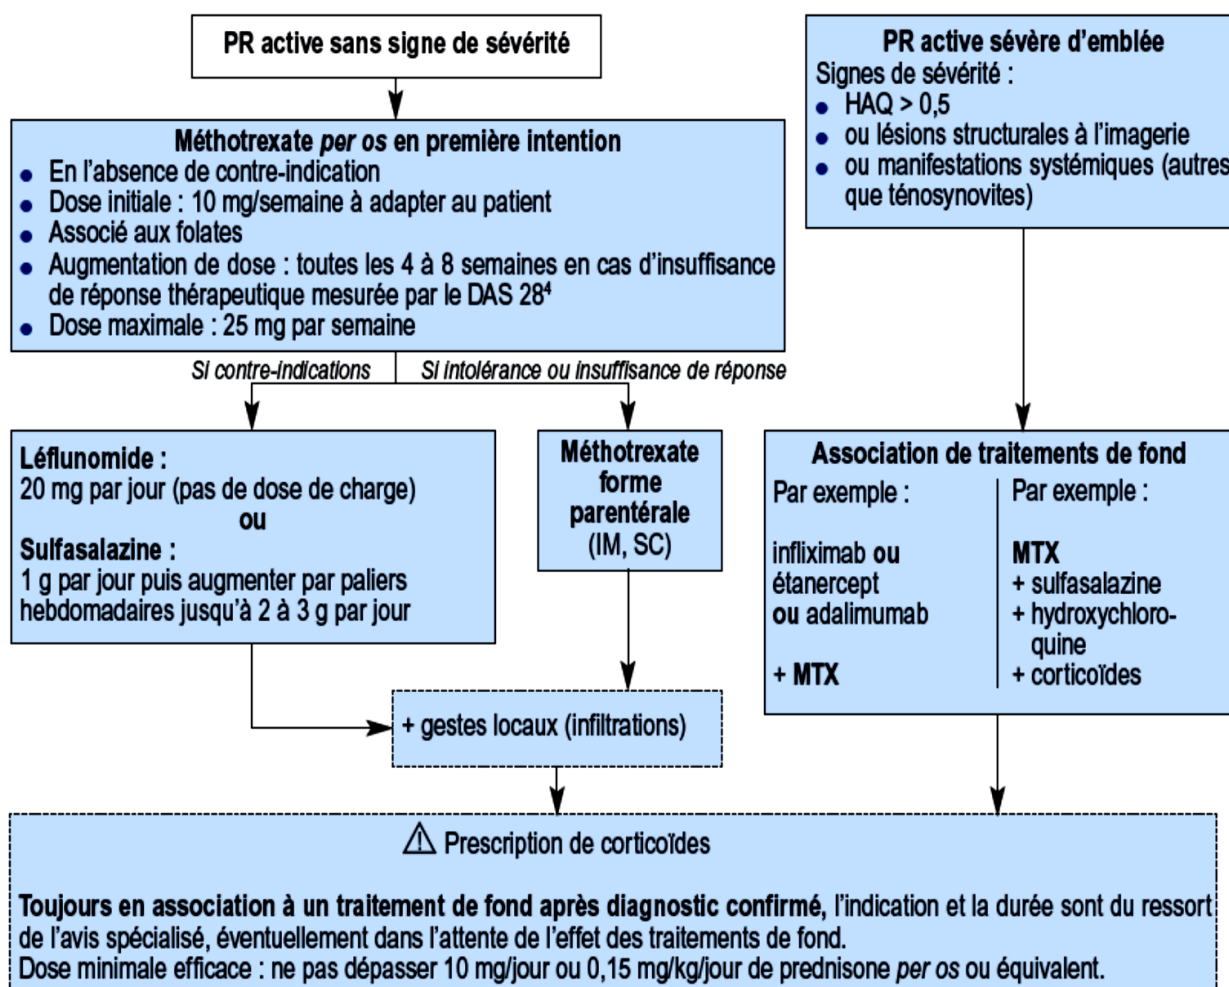 PR active sans signe de sévérité
Méthotrexate per os en première intention
• En l'absence de contre-indication
• Dose initiale : 10 mg/semaine à adapter au patient
• Associé aux folates
• Augmentation de dose : toutes les 4 à 8 semaines en cas d'insuffisance
de réponse thérapeutique mesurée par le DAS 28⁴
• Dose maximale : 25 mg par semaine
Si contre-indications
Si intolérance ou insuffisance de réponse
Léflunomide :
20 mg par jour (pas de dose de charge)
ou
Sulfasalazine :
1 g par jour puis augmenter par paliers
hebdomadaires jusqu'à 2 à 3 g par jour
Méthotrexate
forme
parentérale
(IM, SC)
+ gestes locaux (infiltrations)
PR active sévère d'emblée
Signes de sévérité :
• HAQ > 0,5
• ou lésions structurales à l'imagerie
• ou manifestations systémiques (autres
que ténosynovites)
Association de traitements de fond
Par exemple :
infliximab ou
étanercept
ou adalimumab
+ MTX
Par exemple :
MTX
+ sulfasalazine
+ hydroxychloro-
quine
+ corticoïdes
⚠ Prescription de corticoïdes
Toujours en association à un traitement de fond après diagnostic confirmé, l'indication et la durée sont du ressort
de l'avis spécialisé, éventuellement dans l'attente de l'effet des traitements de fond.
Dose minimale efficace : ne pas dépasser 10 mg/jour ou 0,15 mg/kg/jour de prednisone per os ou équivalent.